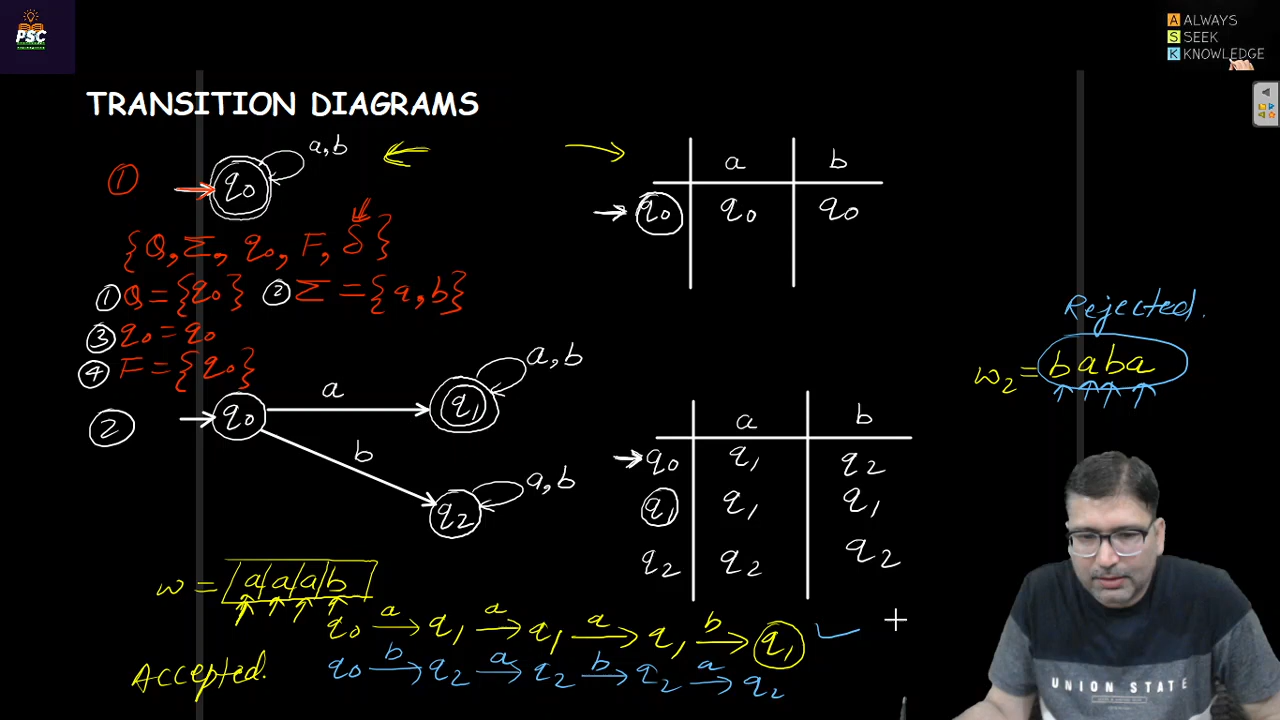 PSC
A ALWAYS
S SEEK
K KNOWLEDGE
TRANSITION DIAGRAMS
① → q₀ a,b
{Q, Σ, q₀, F, δ}
① Q = {q₀} ② Σ = {a, b}
③ q₀ = q₀
④ F = {q₀}
a b
→ q₀ q₀ q₀
Rejected.
w₂ = baba
② → q₀ a q₁ a, b
b q₂ a,b
a b
→ q₀ q₁ q₂
q₁ q₁ q₁
q₂ q₂ q₂
w = |a|a|a|b|
q₀ a→ q₁ a→ q₁ a→ q₁ b→ q₁ ✓
Accepted.
q₀ b→ q₂ a→ q₂ b→ q₂ a→ q₂
UNION STATE